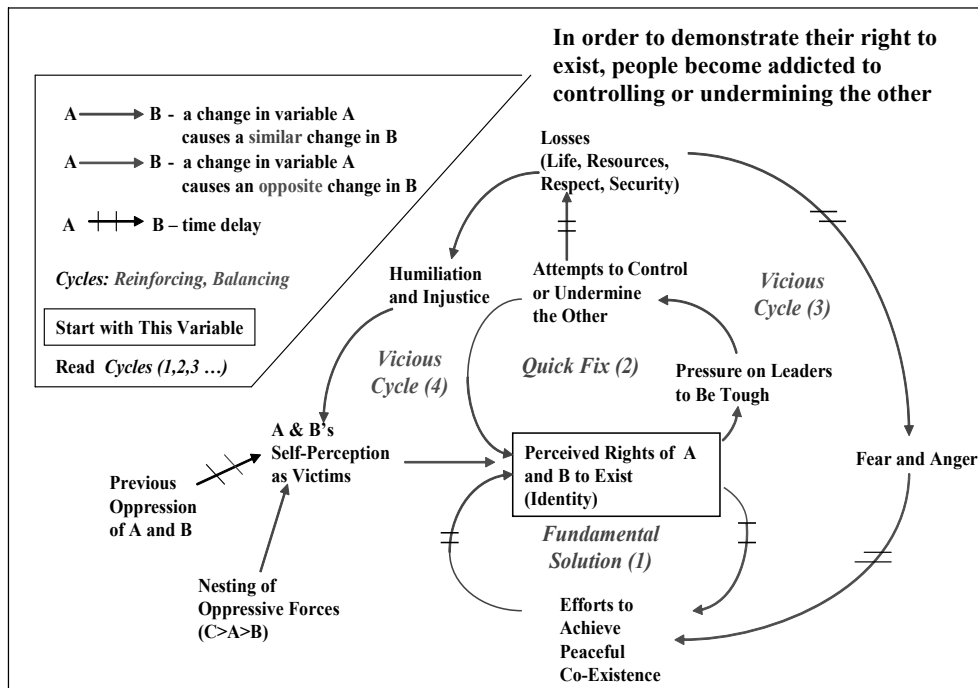 In order to demonstrate their right to
exist, people become addicted to
controlling or undermining the other
A B - a change in variable A
causes a similar change in B
A B - a change in variable A
causes an opposite change in B
A B – time delay
Cycles: Reinforcing, Balancing
Start with This Variable
Read Cycles (1,2,3 …)
Losses
(Life, Resources,
Respect, Security)
Humiliation
and Injustice
Attempts to Control
or Undermine
the Other
Vicious
Cycle (3)
Vicious
Cycle (4)
Quick Fix (2)
Pressure on Leaders
to Be Tough
A & B’s
Self-Perception
as Victims
Perceived Rights of A
and B to Exist
(Identity)
Fear and Anger
Previous
Oppression
of A and B
Fundamental
Solution (1)
Nesting of
Oppressive Forces
(C>A>B)
Efforts to
Achieve
Peaceful
Co-Existence